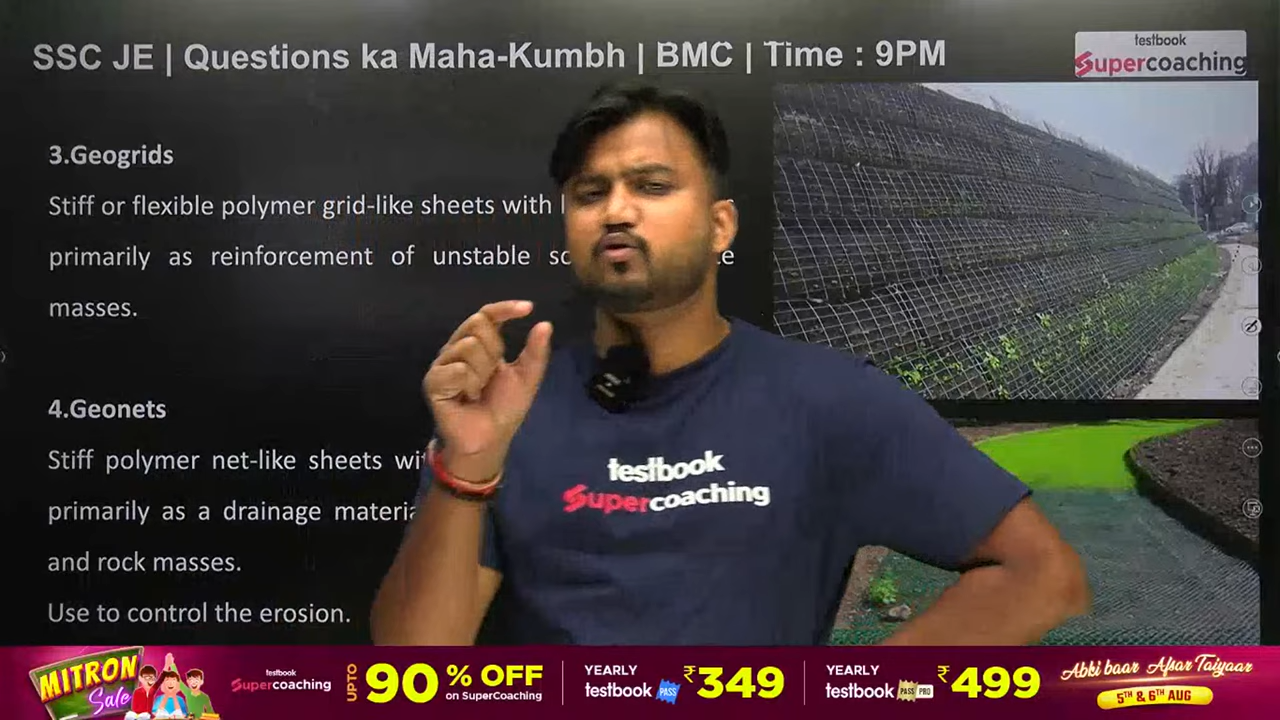 SSC JE | Questions ka Maha-Kumbh | BMC | Time : 9PM
testbook
Supercoaching
3.Geogrids
Stiff or flexible polymer grid-like sheets with
primarily as reinforcement of unstable
masses.
4.Geonets
Stiff polymer net-like sheets
primarily as a drainage
and rock masses.
Use to control the erosion.
testbook
Supercoaching
MITRON
Sale
testbook
Supercoaching
UPTO 90% OFF
on SuperCoaching
YEARLY
testbook PASS
₹349
YEARLY
testbook PASS PRO
₹499
Abki baar Afsar Taiyaar
5TH & 6TH AUG